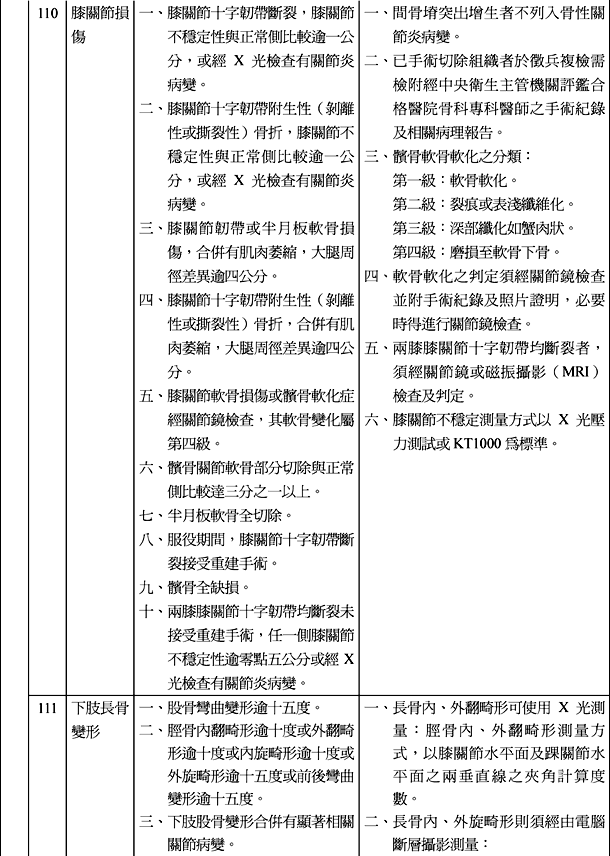 110
膝關節損
傷
一、膝關節十字韌帶斷裂，膝關節
不穩定性與正常側比較逾一公
分，或經 X 光檢查有關節炎
病變。
二、膝關節十字韌帶附生性（剝離
性或撕裂性）骨折，膝關節不
穩定性與正常側比較逾一公
分，或經 X 光檢查有關節炎
病變。
三、膝關節韌帶或半月板軟骨損
傷，合併有肌肉萎縮，大腿周
徑差異逾四公分。
四、膝關節十字韌帶附生性（剝離
性或撕裂性）骨折，合併有肌
肉萎縮，大腿周徑差異逾四公
分。
五、膝關節軟骨損傷或髕骨軟化症
經關節鏡檢查，其軟骨變化屬
第四級。
六、髕骨關節軟骨部分切除與正常
側比較達三分之一以上。
七、半月板軟骨全切除。
八、服役期間，膝關節十字韌帶斷
裂接受重建手術。
九、髕骨全缺損。
十、兩膝膝關節十字韌帶均斷裂未
接受重建手術，任一側膝關節
不穩定性逾零點五公分或經 X
光檢查有關節炎病變。
一、間骨堉突出增生者不列入骨性關
節炎病變。
二、已手術切除組織者於徵兵複檢需
檢附經中央衛生主管機關評鑑合
格醫院骨科專科醫師之手術紀錄
及相關病理報告。
三、髕骨軟骨軟化之分類：
第一級：軟骨軟化。
第二級：裂痕或表淺纖維化。
第三級：深部纖化如蟹肉狀。
第四級：磨損至軟骨下骨。
四、軟骨軟化之判定須經關節鏡檢查
並附手術紀錄及照片證明，必要
時得進行關節鏡檢查。
五、兩膝膝關節十字韌帶均斷裂者，
須經關節鏡或磁振攝影（MRI）
檢查及判定。
六、膝關節不穩定測量方式以 X 光壓
力測試或 KT1000 為標準。
111
下肢長骨
變形
一、股骨彎曲變形逾十五度。
二、脛骨內翻畸形逾十度或外翻畸
形逾十度或內旋畸形逾十度或
外旋畸形逾十五度或前後彎曲
變形逾十五度。
三、下肢股骨變形合併有顯著相關
關節病變。
一、長骨內、外翻畸形可使用 X 光測
量：脛骨內、外翻畸形測量方
式，以膝關節水平面及踝關節水
平面之兩垂直線之夾角計算度
數。
二、長骨內、外旋畸形則須經由電腦
斷層攝影測量：